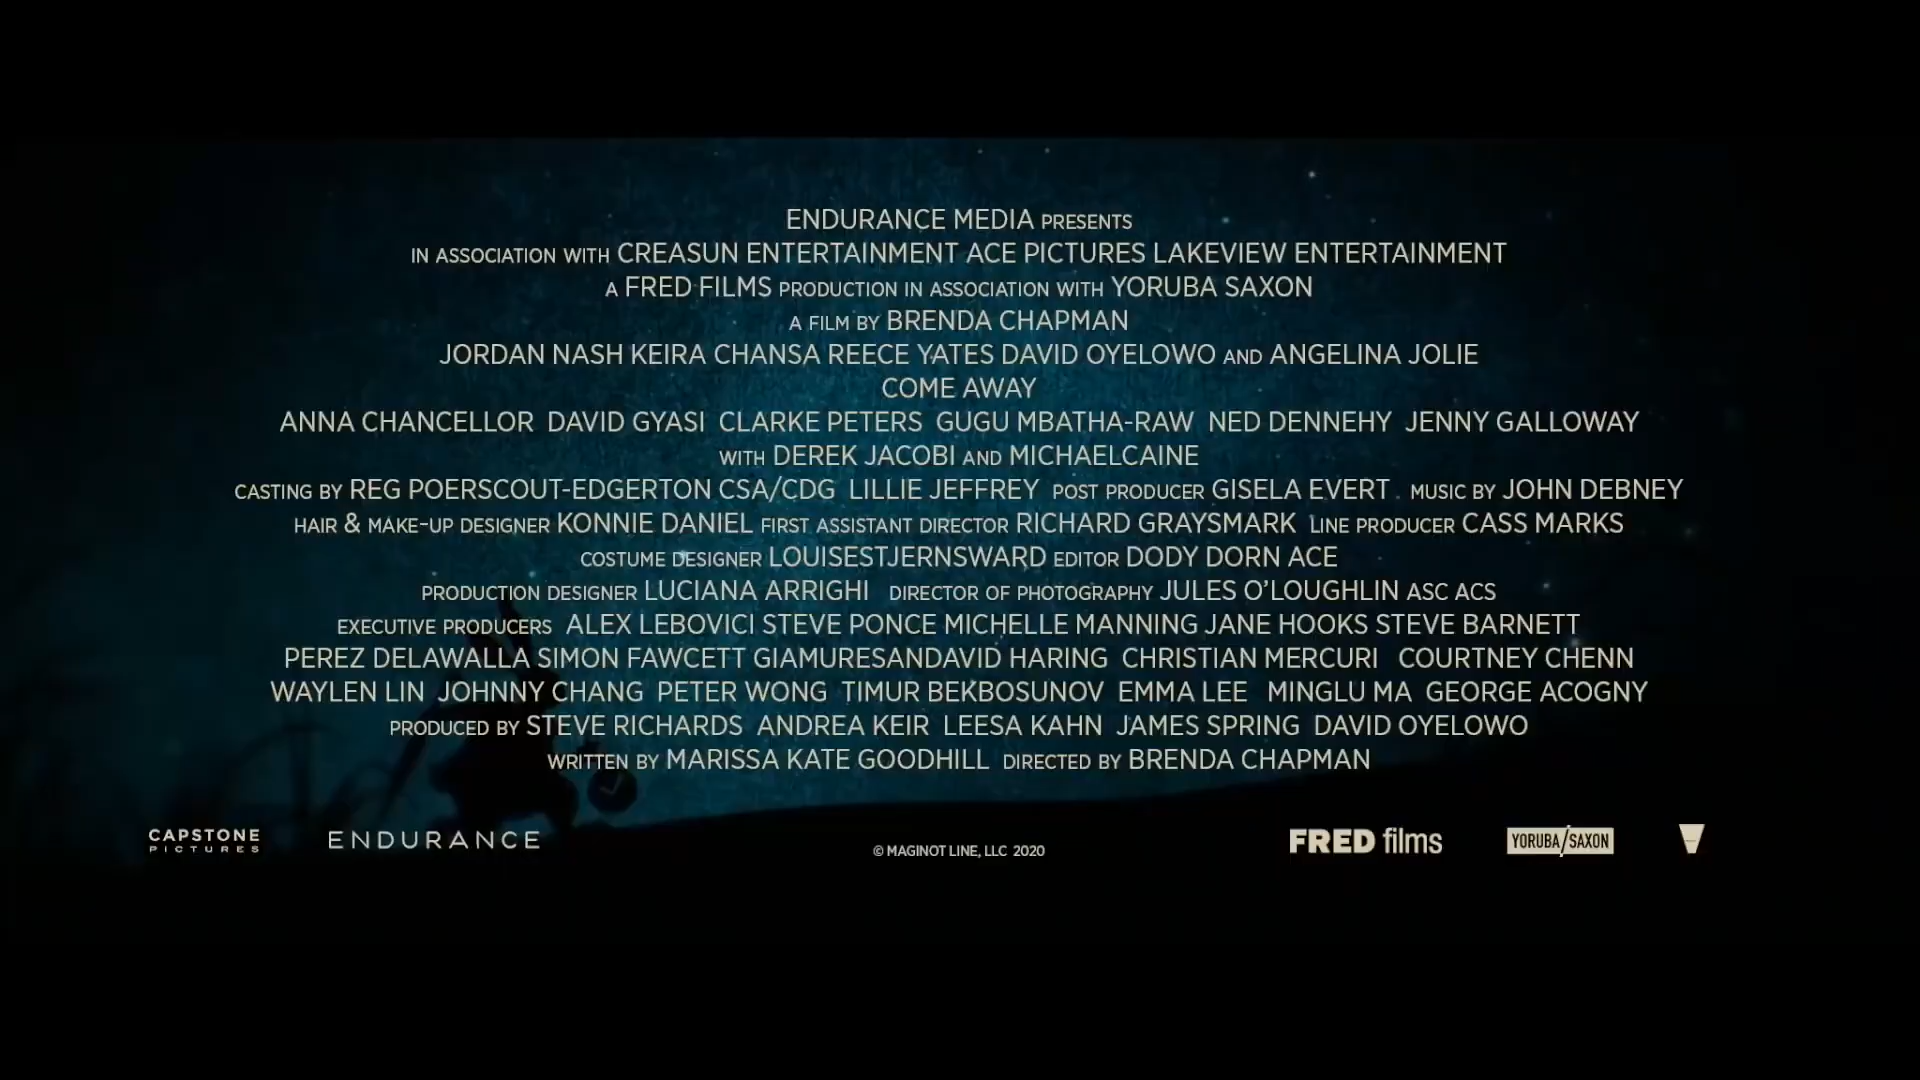 ENDURANCE MEDIA PRESENTS
IN ASSOCIATION WITH CREASUN ENTERTAINMENT ACE PICTURES LAKEVIEW ENTERTAINMENT
A FRED FILMS PRODUCTION IN ASSOCIATION WITH YORUBA SAXON
A FILM BY BRENDA CHAPMAN
JORDAN NASH KEIRA CHANSA REECE YATES DAVID OYELOWO AND ANGELINA JOLIE
COME AWAY
ANNA CHANCELLOR DAVID GYASI CLARKE PETERS GUGU MBATHA-RAW NED DENNEHY JENNY GALLOWAY
WITH DEREK JACOBI AND MICHAELCAINE
CASTING BY REG POERSCOUT-EDGERTON CSA/CDG LILLIE JEFFREY POST PRODUCER GISELA EVERT MUSIC BY JOHN DEBNEY
HAIR & MAKE-UP DESIGNER KONNIE DANIEL FIRST ASSISTANT DIRECTOR RICHARD GRAYSMARK LINE PRODUCER CASS MARKS
COSTUME DESIGNER LOUISESTJERNSWARD EDITOR DODY DORN ACE
PRODUCTION DESIGNER LUCIANA ARRIGHI DIRECTOR OF PHOTOGRAPHY JULES O'LOUGHLIN ASC ACS
EXECUTIVE PRODUCERS ALEX LEBOVICI STEVE PONCE MICHELLE MANNING JANE HOOKS STEVE BARNETT
PEREZ DELAWALLA SIMON FAWCETT GIAMURESANDAVID HARING CHRISTIAN MERCURI COURTNEY CHENN
WAYLEN LIN JOHNNY CHANG PETER WONG TIMUR BEKBOSUNOV EMMA LEE MINGLU MA GEORGE ACOGNY
PRODUCED BY STEVE RICHARDS ANDREA KEIR LEESA KAHN JAMES SPRING DAVID OYELOWO
WRITTEN BY MARISSA KATE GOODHILL DIRECTED BY BRENDA CHAPMAN
CAPSTONE PICTURES
ENDURANCE
© MAGINOT LINE, LLC 2020
FRED films
YORUBA/SAXON